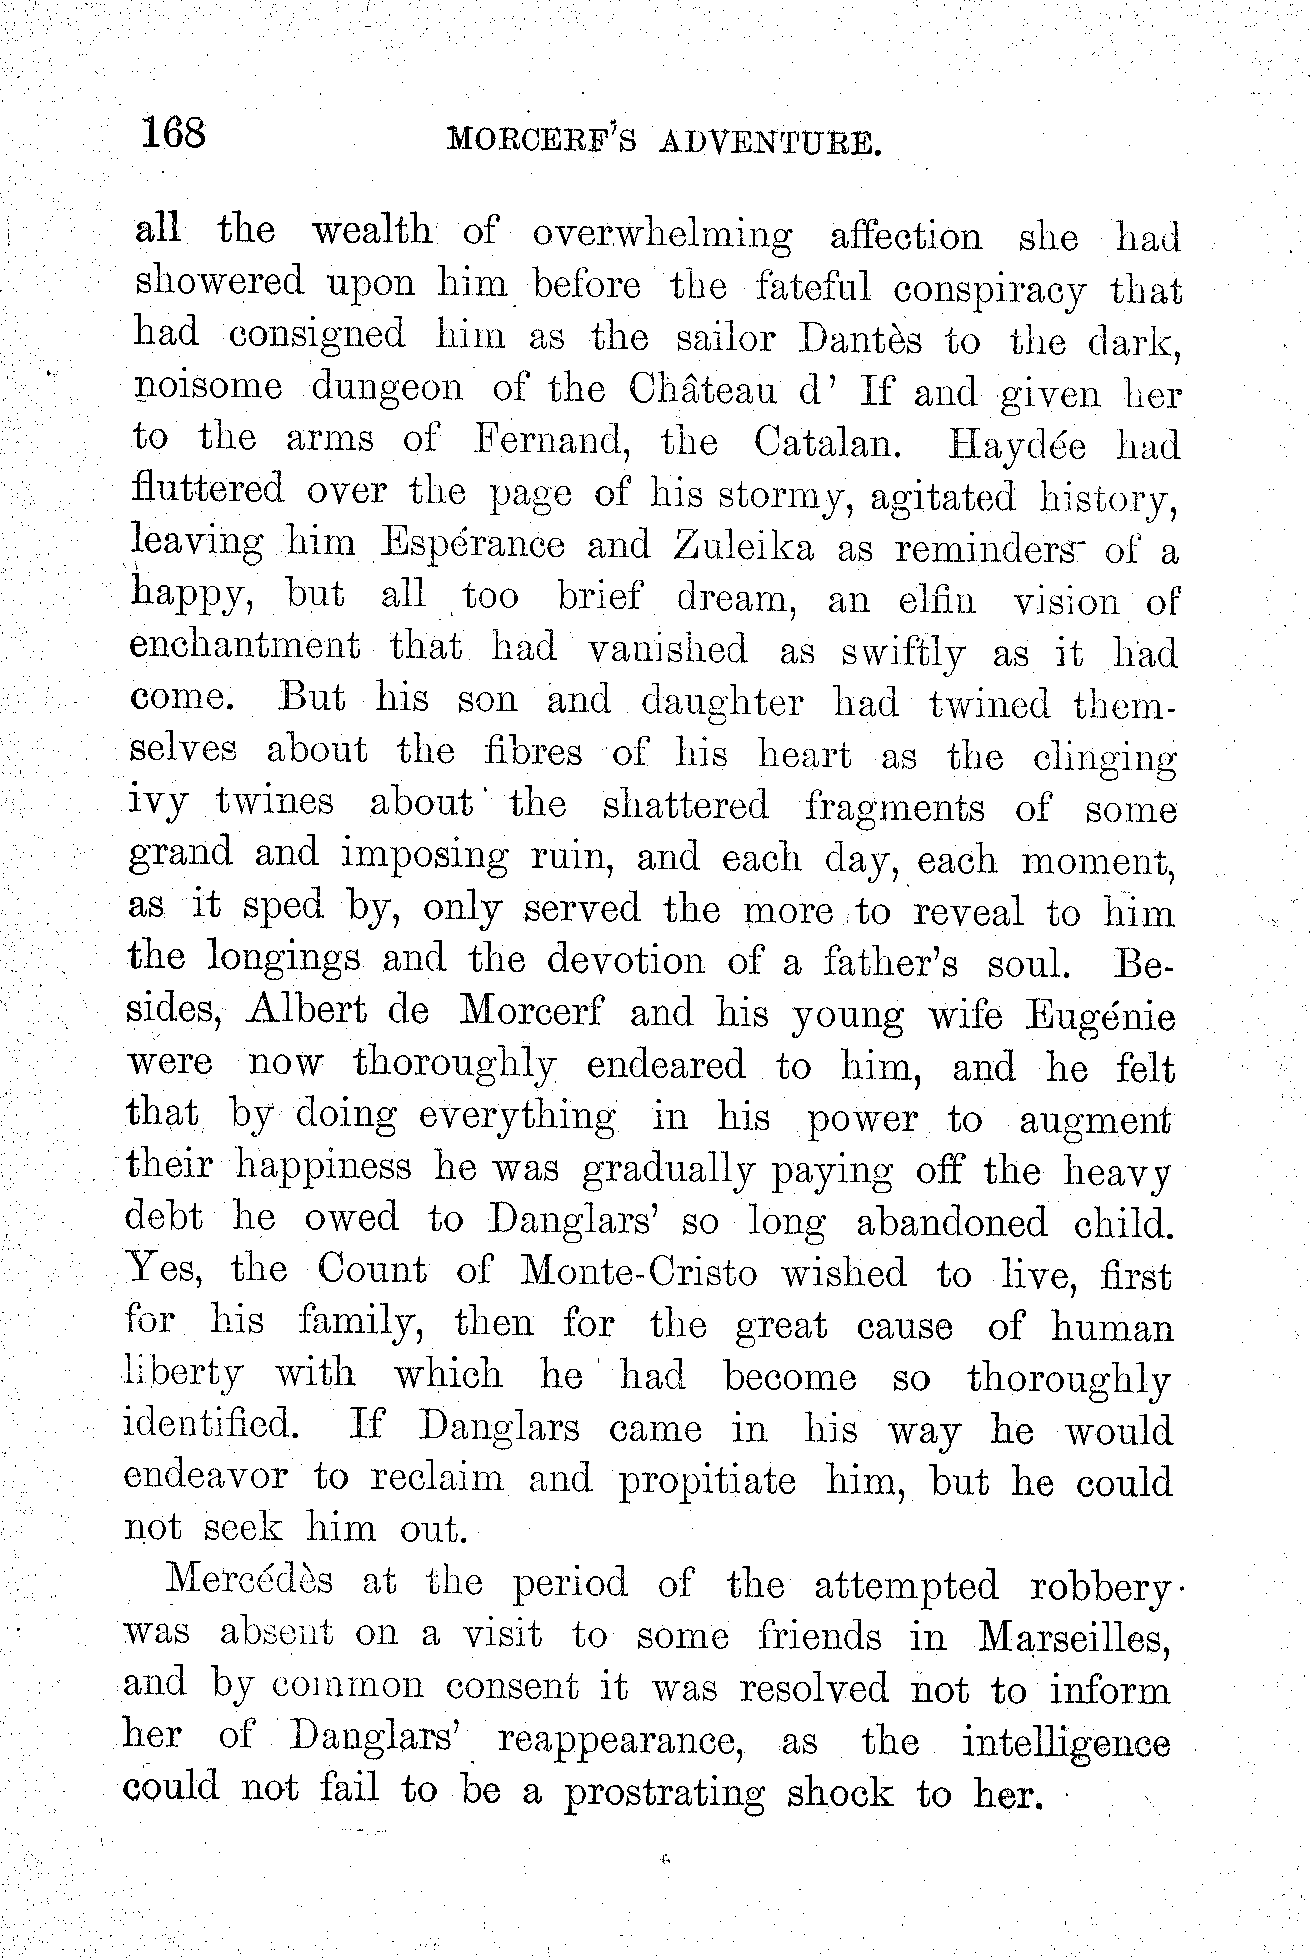 168 MORCERF'S ADVENTURE.
all the wealth of overwhelming affection she had
showered upon him before the fateful conspiracy that
had consigned him as the sailor Dantès to the dark,
noisome dungeon of the Château d' If and given her
to the arms of Fernand, the Catalan. Haydée had
fluttered over the page of his stormy, agitated history,
leaving him Espérance and Zuleika as reminders of a
happy, but all too brief dream, an elfin vision of
enchantment that had vanished as swiftly as it had
come. But his son and daughter had twined them-
selves about the fibres of his heart as the clinging
ivy twines about the shattered fragments of some
grand and imposing ruin, and each day, each moment,
as it sped by, only served the more to reveal to him
the longings and the devotion of a father's soul. Be-
sides, Albert de Morcerf and his young wife Eugénie
were now thoroughly endeared to him, and he felt
that by doing everything in his power to augment
their happiness he was gradually paying off the heavy
debt he owed to Danglars' so long abandoned child.
Yes, the Count of Monte-Cristo wished to live, first
for his family, then for the great cause of human
liberty with which he had become so thoroughly
identified. If Danglars came in his way he would
endeavor to reclaim and propitiate him, but he could
not seek him out.
Mercédès at the period of the attempted robbery
was absent on a visit to some friends in Marseilles,
and by common consent it was resolved not to inform
her of Danglars' reappearance, as the intelligence
could not fail to be a prostrating shock to her.